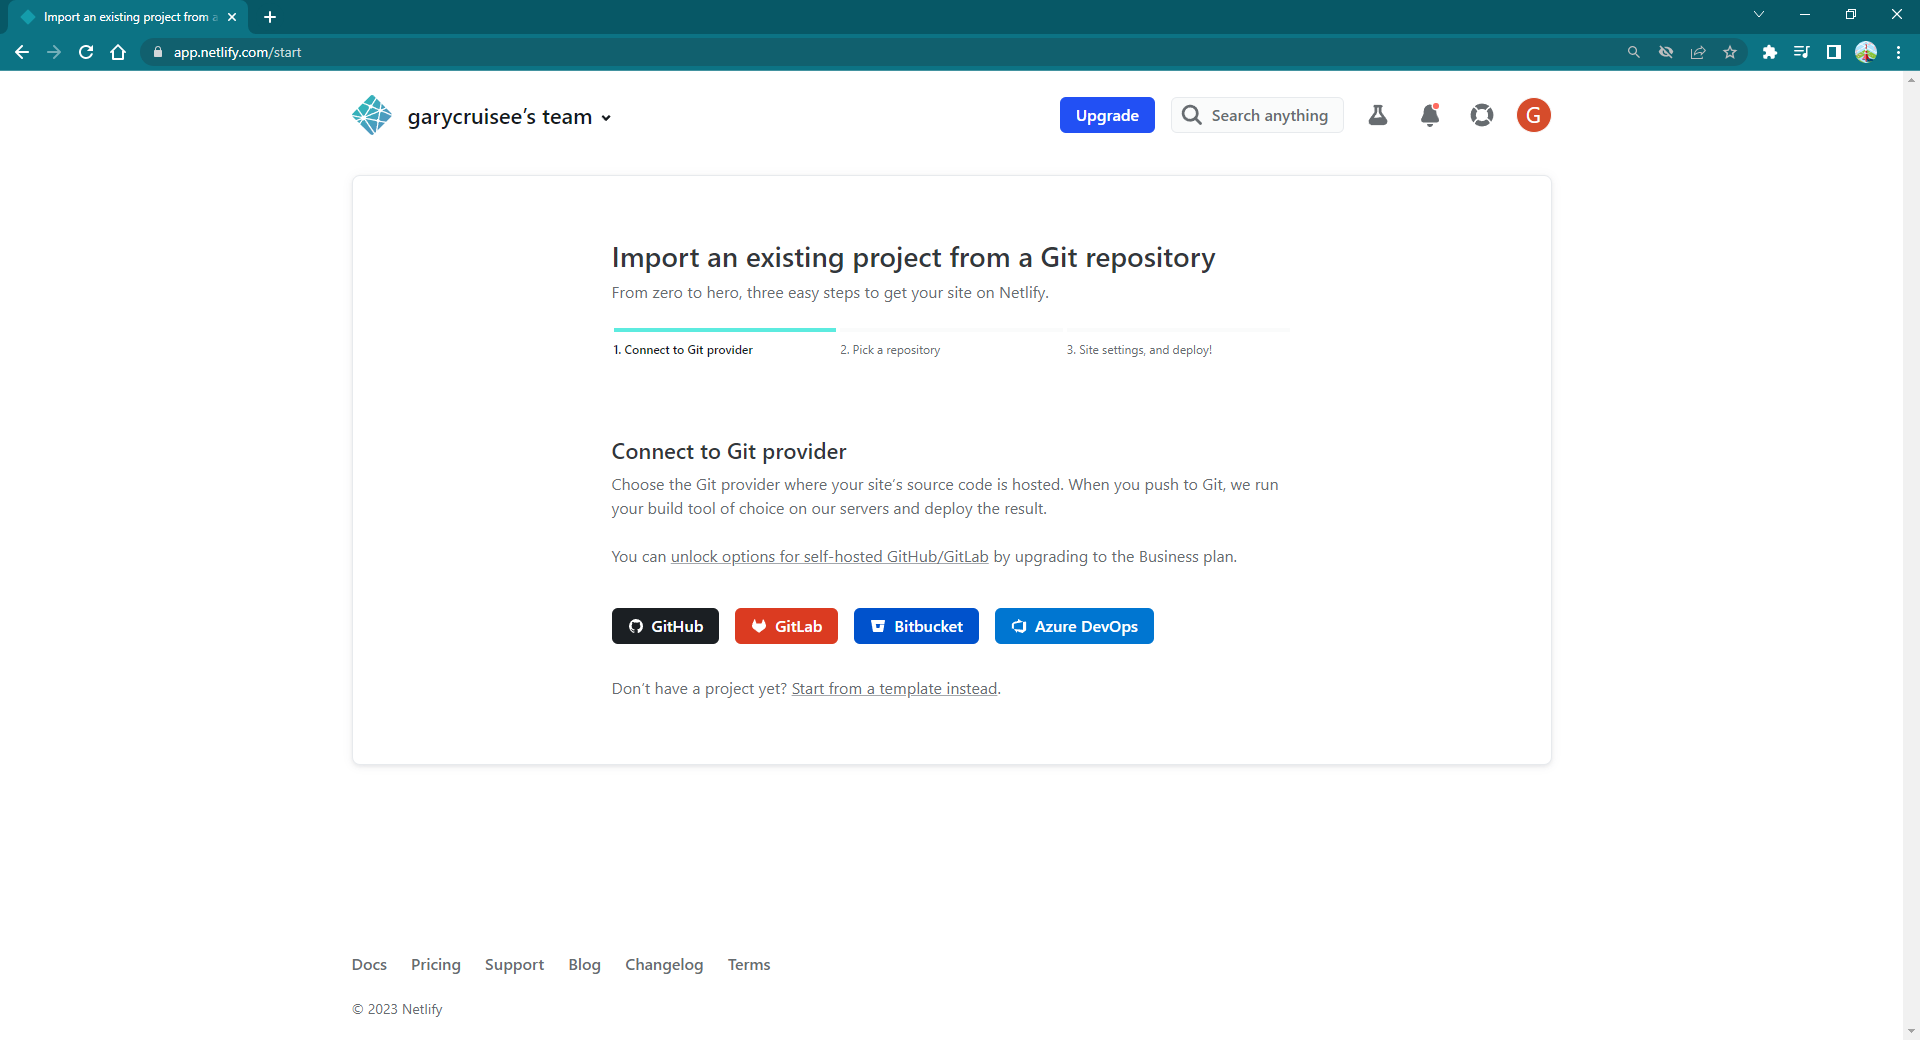 Import an existing project from a
app.netlify.com/start
garycruisee's team
Upgrade
Search anything
G
Import an existing project from a Git repository
From zero to hero, three easy steps to get your site on Netlify.
1. Connect to Git provider
2. Pick a repository
3. Site settings, and deploy!
Connect to Git provider
Choose the Git provider where your site's source code is hosted. When you push to Git, we run
your build tool of choice on our servers and deploy the result.
You can unlock options for self-hosted GitHub/GitLab by upgrading to the Business plan.
GitHub
GitLab
Bitbucket
Azure DevOps
Don't have a project yet? Start from a template instead.
Docs
Pricing
Support
Blog
Changelog
Terms
© 2023 Netlify